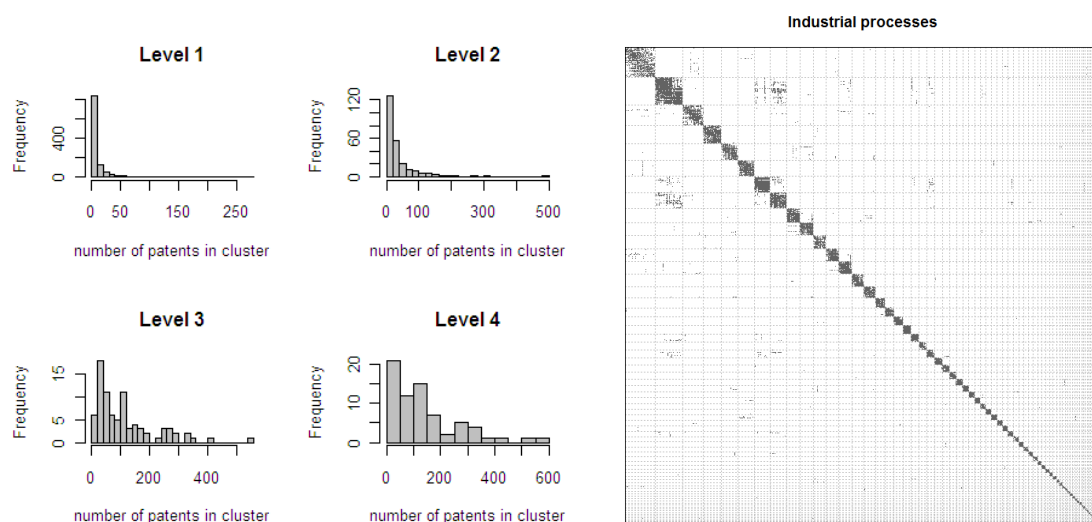 Industrial processes
Level 1
Level 2
Frequency
0 400
0 50 150 250
number of patents in cluster
Frequency
0 60 120
0 100 300 500
number of patents in cluster
Level 3
Level 4
Frequency
0 5 15
0 200 400
number of patents in cluster
Frequency
0 5 10 20
0 200 400 600
number of patents in cluster